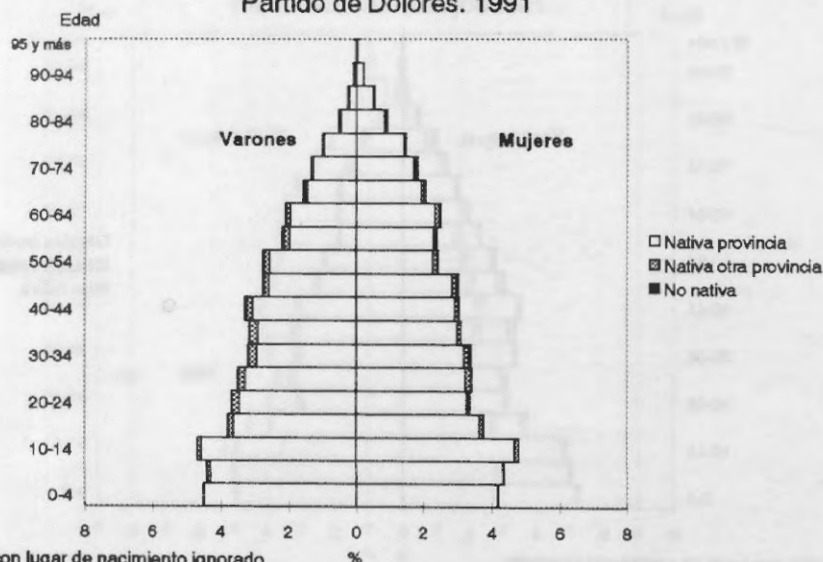 Partido de Dolores. 1991
Edad
95 y más
90-94
80-84
Varones
Mujeres
70-74
60-64
Nativa provincia
Nativa otra provincia
No nativa
50-54
40-44
30-34
20-24
10-14
0-4
8 6 4 2 0 2 4 6 8
con lugar de nacimiento ignorado
%